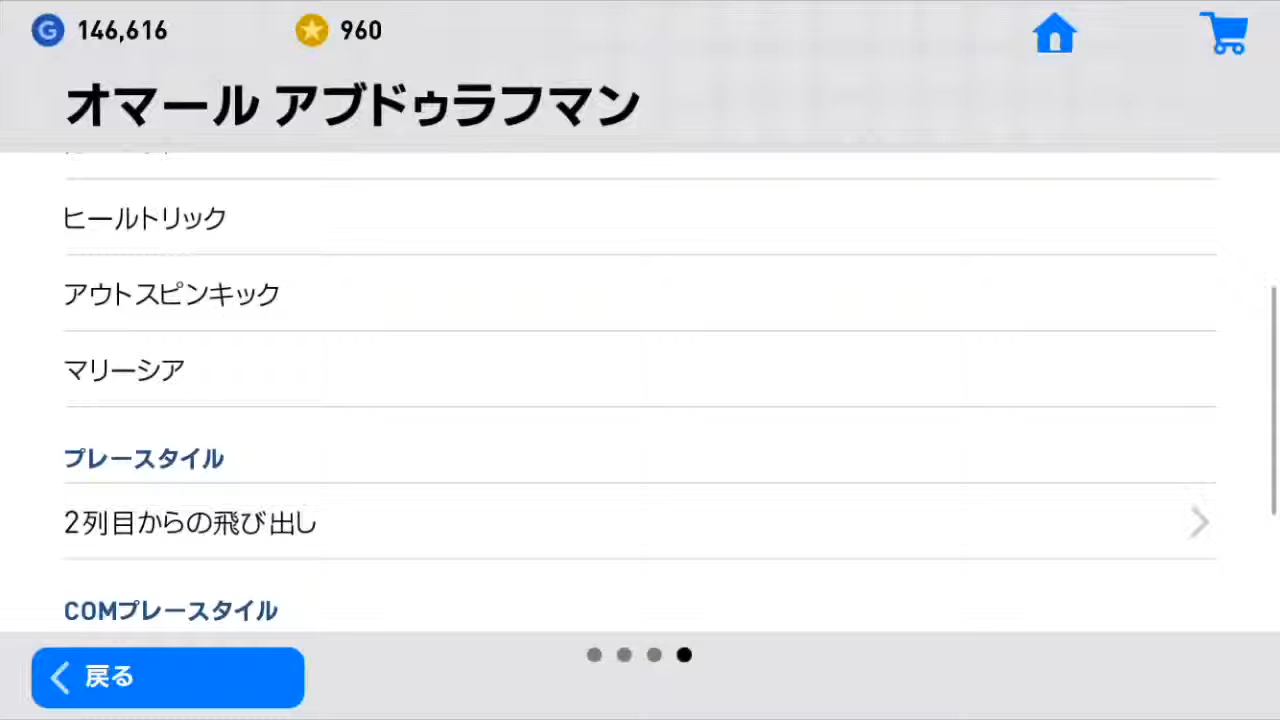 G 146,616
960
オマール アブドゥラフマン
ヒールトリック
アウトスピンキック
マリーシア
プレースタイル
2列目からの飛び出し
COMプレースタイル
戻る